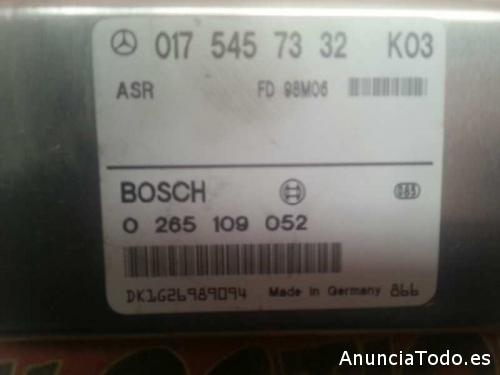 017 545 73 32 K03
ASR FD 98M06
BOSCH
0 265 109 052
DK1G26989094 Made in Germany 866
AnunciaTodo.es